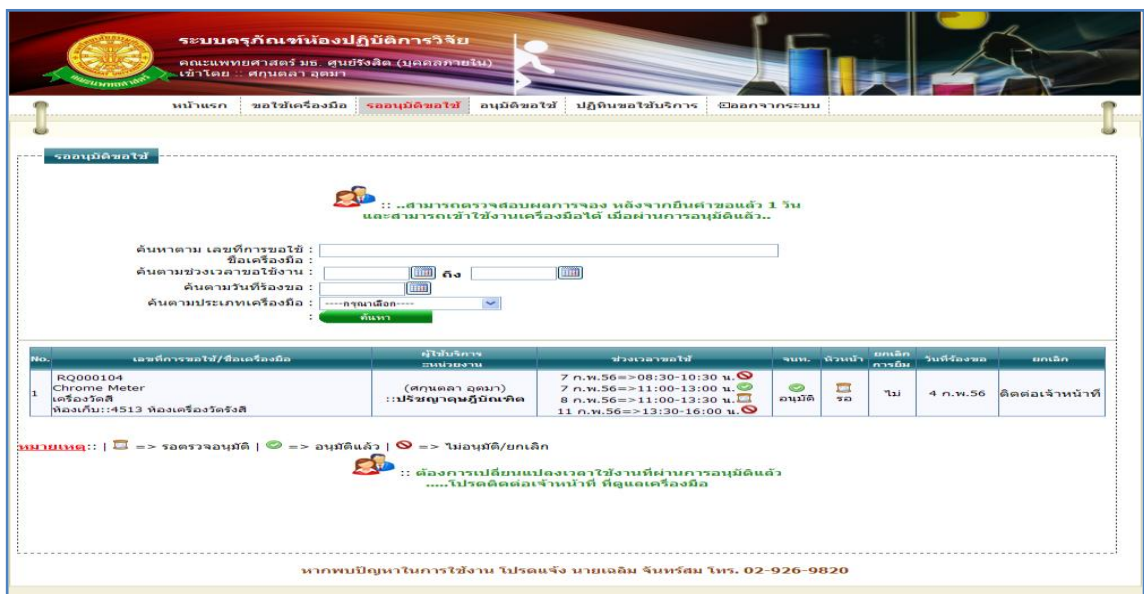 ระบบครุภัณฑ์ห้องปฏิบัติการวิจัย
คณะแพทยศาสตร์ มธ. ศูนย์รังสิต (บุคคลภายใน)
เข้าโดย :: ศกุนตลา อุดมา
หน้าแรก ขอใช้เครื่องมือ รออนุมัติขอใช้ อนุมัติขอใช้ ปฏิทินขอใช้บริการ ออกจากระบบ
รออนุมัติขอใช้
:: ..สามารถตรวจสอบผลการจอง หลังจากยื่นคำขอแล้ว 1 วัน
และสามารถเข้าใช้งานเครื่องมือได้ เมื่อผ่านการอนุมัติแล้ว..
ค้นหาตาม เลขที่การขอใช้ :
ชื่อเครื่องมือ :
ค้นตามช่วงเวลาขอใช้งาน : ถึง
ค้นตามวันที่ร้องขอ :
ค้นตามประเภทเครื่องมือ : ----กรุณาเลือก----
: ค้นหา
No. เลขที่การขอใช้/ชื่อเครื่องมือ ผู้ใช้บริการ ::หน่วยงาน ช่วงเวลาขอใช้ จนท. หัวหน้า ยกเลิกการยืม วันที่ร้องขอ ยกเลิก
1 RQ000104
Chrome Meter
เครื่องวัดสี
ห้องเก็บ::4513 ห้องเครื่องวัดรังสี
(ศกุนตลา อุดมา)
::ปรัชญาดุษฎีบัณฑิต
7 ก.พ.56=>08:30-10:30 น.
7 ก.พ.56=>11:00-13:00 น.
8 ก.พ.56=>11:00-13:30 น.
11 ก.พ.56=>13:30-16:00 น.
อนุมัติ รอ ไม่ 4 ก.พ.56 ติดต่อเจ้าหน้าที่
หมายเหตุ:: | => รอตรวจอนุมัติ | => อนุมัติแล้ว | => ไม่อนุมัติ/ยกเลิก
:: ต้องการเปลี่ยนแปลงเวลาใช้งานที่ผ่านการอนุมัติแล้ว
.....โปรดติดต่อเจ้าหน้าที่ ที่ดูแลเครื่องมือ
หากพบปัญหาในการใช้งาน โปรดแจ้ง นายเฉลิม จันทร์สม โทร. 02-926-9820